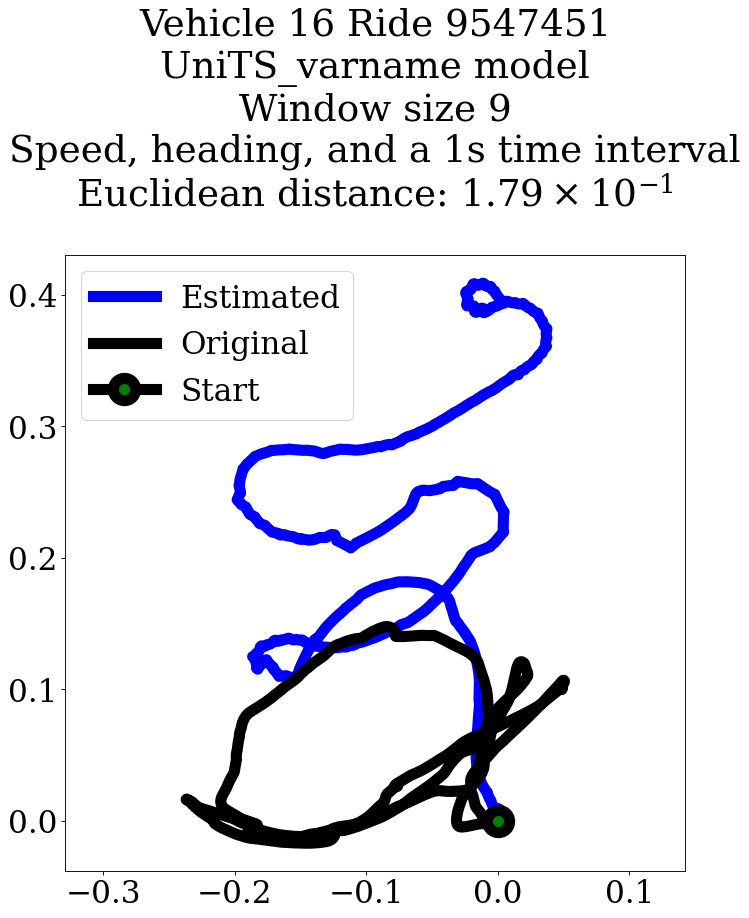 Vehicle 16 Ride 9547451
UniTS_varname model
Window size 9
Speed, heading, and a 1s time interval
Euclidean distance: 1.79 × 10⁻¹
Estimated
Original
Start
0.4
0.3
0.2
0.1
0.0
−0.3
−0.2
−0.1
0.0
0.1